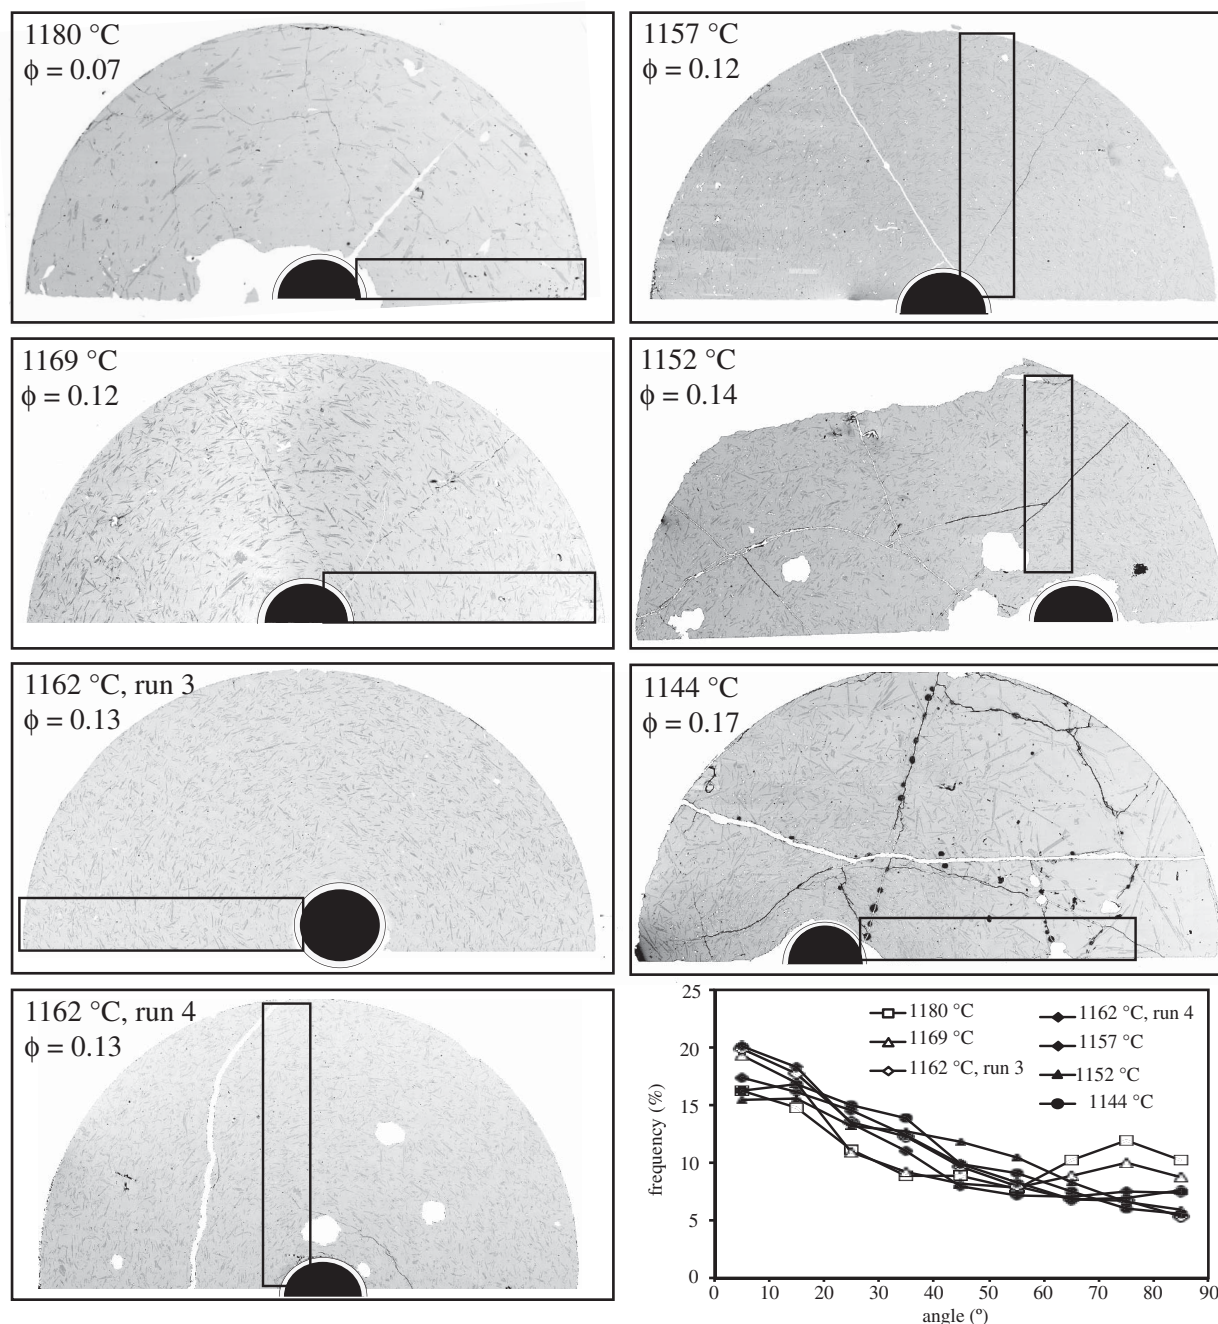 1180 °C
ϕ = 0.07
1157 °C
ϕ = 0.12
1169 °C
ϕ = 0.12
1152 °C
ϕ = 0.14
1162 °C, run 3
ϕ = 0.13
1144 °C
ϕ = 0.17
1162 °C, run 4
ϕ = 0.13
25
20
15
10
5
0
frequency (%)
1180 °C
1169 °C
1162 °C, run 3
1162 °C, run 4
1157 °C
1152 °C
1144 °C
0 10 20 30 40 50 60 70 80 90
angle (º)